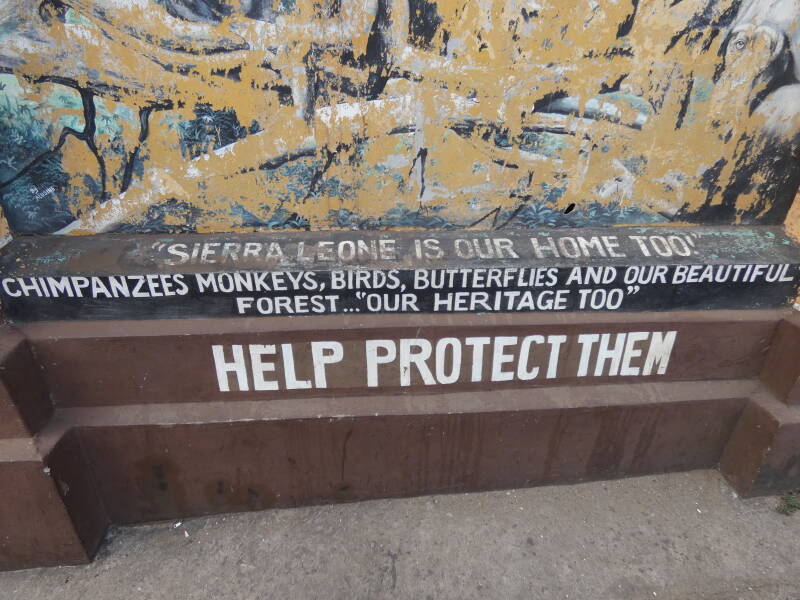 "SIERRA LEONE IS OUR HOME TOO"
CHIMPANZEES MONKEYS, BIRDS, BUTTERFLIES AND OUR BEAUTIFUL
FOREST..."OUR HERITAGE TOO"
HELP PROTECT THEM